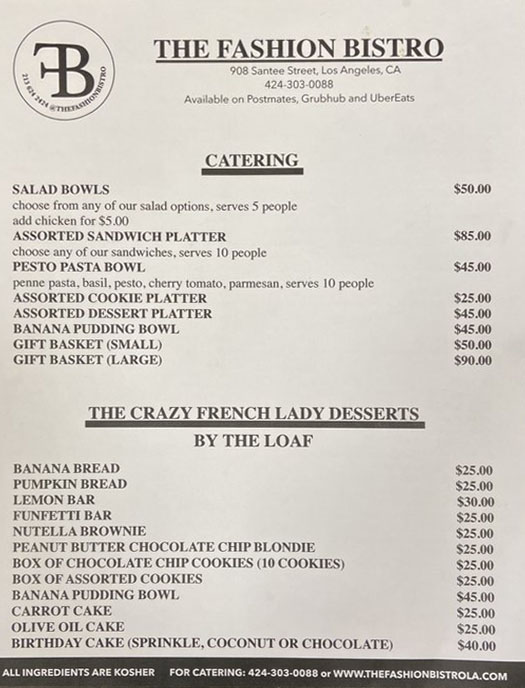 FB
213 624 2424 @THEFASHIONBISTRO
THE FASHION BISTRO
908 Santee Street, Los Angeles, CA
424-303-0088
Available on Postmates, Grubhub and UberEats
CATERING
SALAD BOWLS $50.00
choose from any of our salad options, serves 5 people
add chicken for $5.00
ASSORTED SANDWICH PLATTER $85.00
choose any of our sandwiches, serves 10 people
PESTO PASTA BOWL $45.00
penne pasta, basil, pesto, cherry tomato, parmesan, serves 10 people
ASSORTED COOKIE PLATTER $25.00
ASSORTED DESSERT PLATTER $45.00
BANANA PUDDING BOWL $45.00
GIFT BASKET (SMALL) $50.00
GIFT BASKET (LARGE) $90.00
THE CRAZY FRENCH LADY DESSERTS
BY THE LOAF
BANANA BREAD $25.00
PUMPKIN BREAD $25.00
LEMON BAR $30.00
FUNFETTI BAR $25.00
NUTELLA BROWNIE $25.00
PEANUT BUTTER CHOCOLATE CHIP BLONDIE $25.00
BOX OF CHOCOLATE CHIP COOKIES (10 COOKIES) $25.00
BOX OF ASSORTED COOKIES $25.00
BANANA PUDDING BOWL $45.00
CARROT CAKE $25.00
OLIVE OIL CAKE $25.00
BIRTHDAY CAKE (SPRINKLE, COCONUT OR CHOCOLATE) $40.00
ALL INGREDIENTS ARE KOSHER FOR CATERING: 424-303-0088 or WWW.THEFASHIONBISTROLA.COM